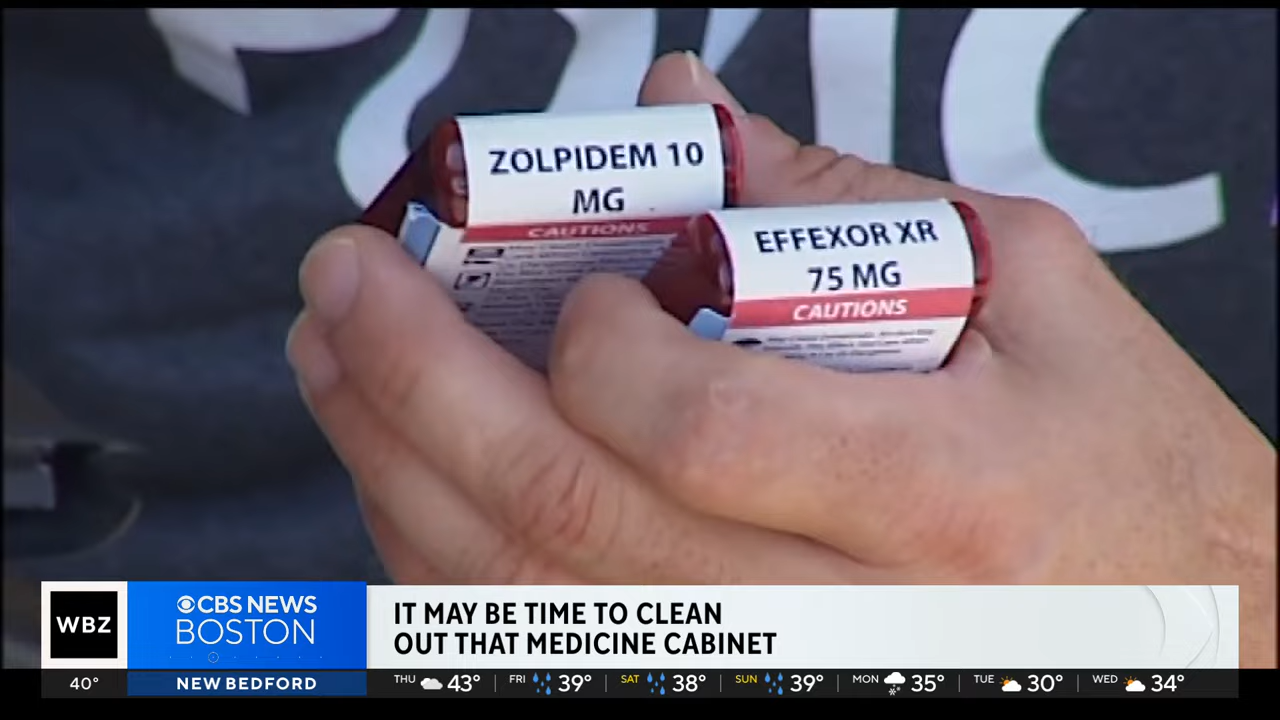 ZOLPIDEM 10
MG
CAUTIONS
EFFEXOR XR
75 MG
CAUTIONS
WBZ
CBS NEWS
BOSTON
IT MAY BE TIME TO CLEAN
OUT THAT MEDICINE CABINET
40° NEW BEDFORD THU 43° FRI 39° SAT 38° SUN 39° MON 35° TUE 30° WED 34°